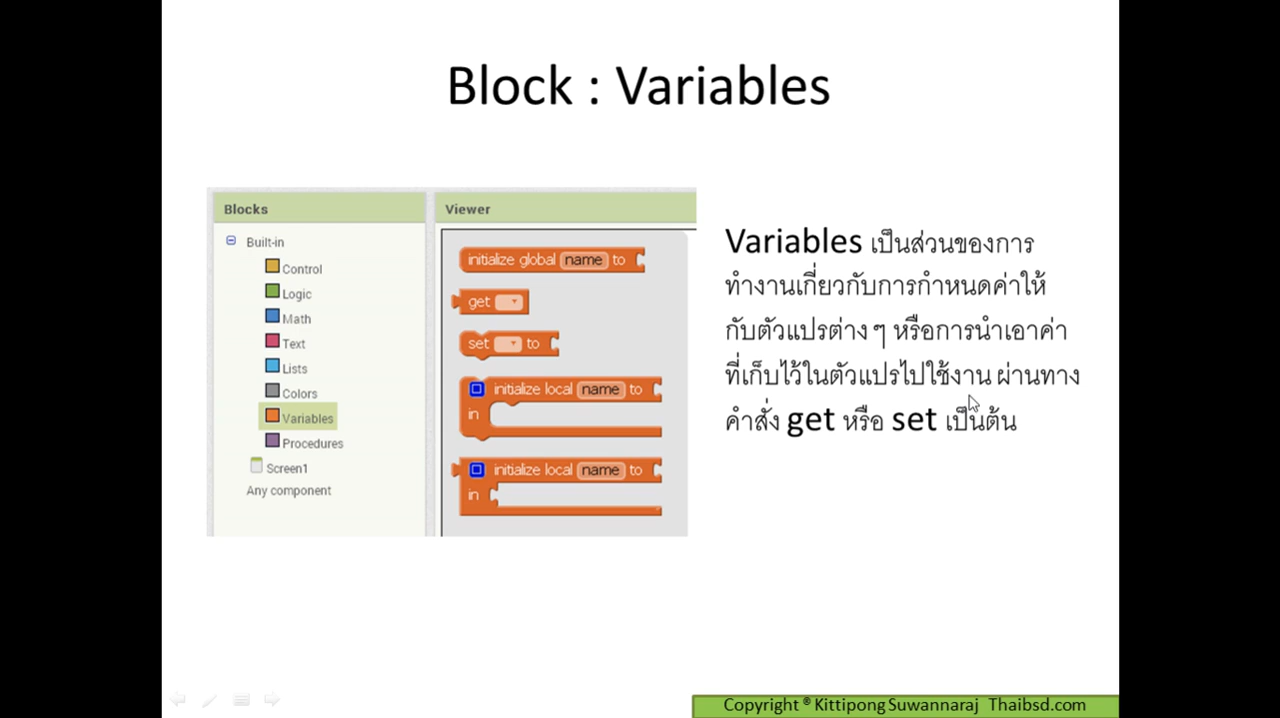 Block : Variables
Blocks
Built-in
Control
Logic
Math
Text
Lists
Colors
Variables
Procedures
Screen1
Any component
Viewer
initialize global name to
get
set to
initialize local name to
in
initialize local name to
in
Variables เป็นส่วนของการ
ทำงานเกี่ยวกับการกำหนดค่าให้
กับตัวแปรต่าง ๆ หรือการนำเอาค่า
ที่เก็บไว้ในตัวแปรไปใช้งาน ผ่านทาง
คำสั่ง get หรือ set เป็นต้น
Copyright ® Kittipong Suwannaraj Thaibsd.com